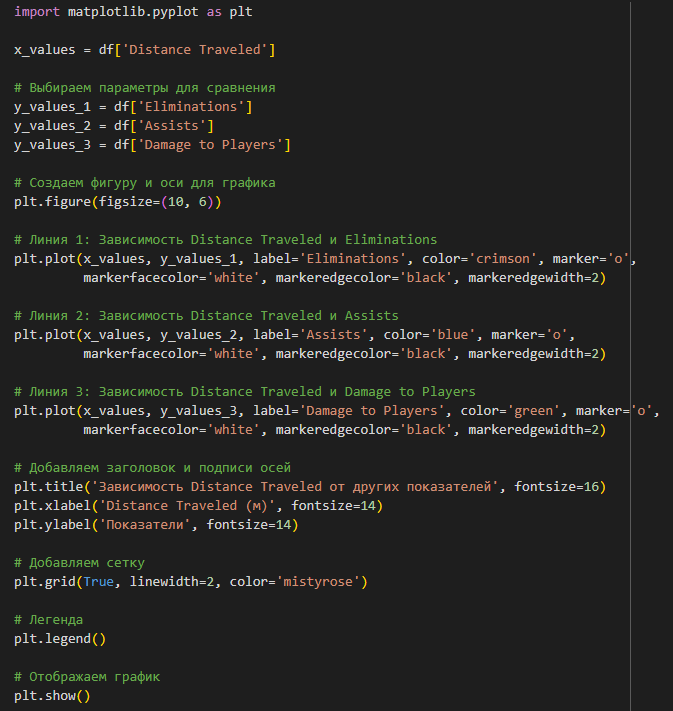 import matplotlib.pyplot as plt
x_values = df['Distance Traveled']
# Выбираем параметры для сравнения
y_values_1 = df['Eliminations']
y_values_2 = df['Assists']
y_values_3 = df['Damage to Players']
# Создаем фигуру и оси для графика
plt.figure(figsize=(10, 6))
# Линия 1: Зависимость Distance Traveled и Eliminations
plt.plot(x_values, y_values_1, label='Eliminations', color='crimson', marker='o',
markerfacecolor='white', markeredgecolor='black', markeredgewidth=2)
# Линия 2: Зависимость Distance Traveled и Assists
plt.plot(x_values, y_values_2, label='Assists', color='blue', marker='o',
markerfacecolor='white', markeredgecolor='black', markeredgewidth=2)
# Линия 3: Зависимость Distance Traveled и Damage to Players
plt.plot(x_values, y_values_3, label='Damage to Players', color='green', marker='o',
markerfacecolor='white', markeredgecolor='black', markeredgewidth=2)
# Добавляем заголовок и подписи осей
plt.title('Зависимость Distance Traveled от других показателей', fontsize=16)
plt.xlabel('Distance Traveled (м)', fontsize=14)
plt.ylabel('Показатели', fontsize=14)
# Добавляем сетку
plt.grid(True, linewidth=2, color='mistyrose')
# Легенда
plt.legend()
# Отображаем график
plt.show()